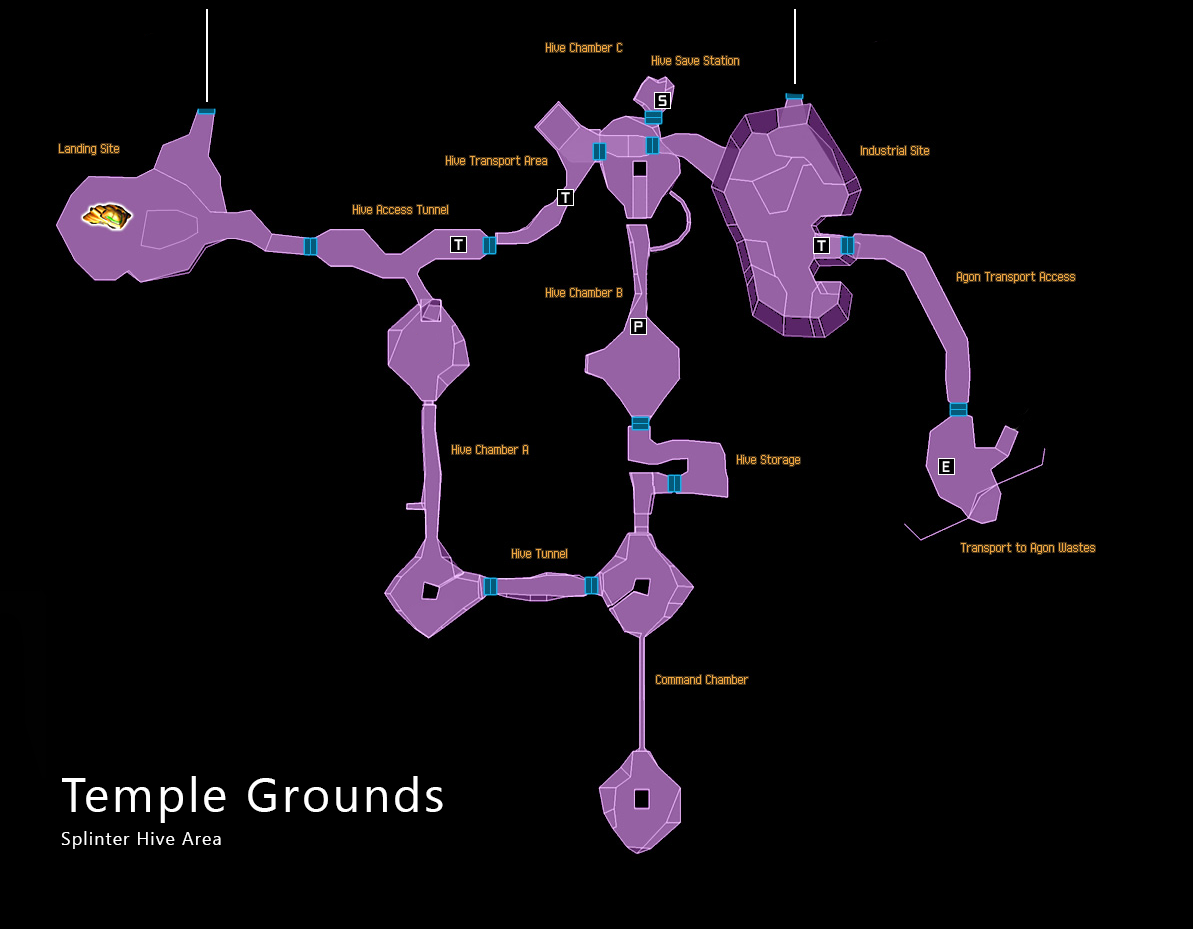 Hive Chamber C
Hive Save Station
S
Landing Site
Hive Transport Area
Industrial Site
T
Hive Access Tunnel
T
T
Agon Transport Access
Hive Chamber B
P
Hive Chamber A
Hive Storage
E
Hive Tunnel
Transport to Agon Wastes
Command Chamber
Temple Grounds
Splinter Hive Area